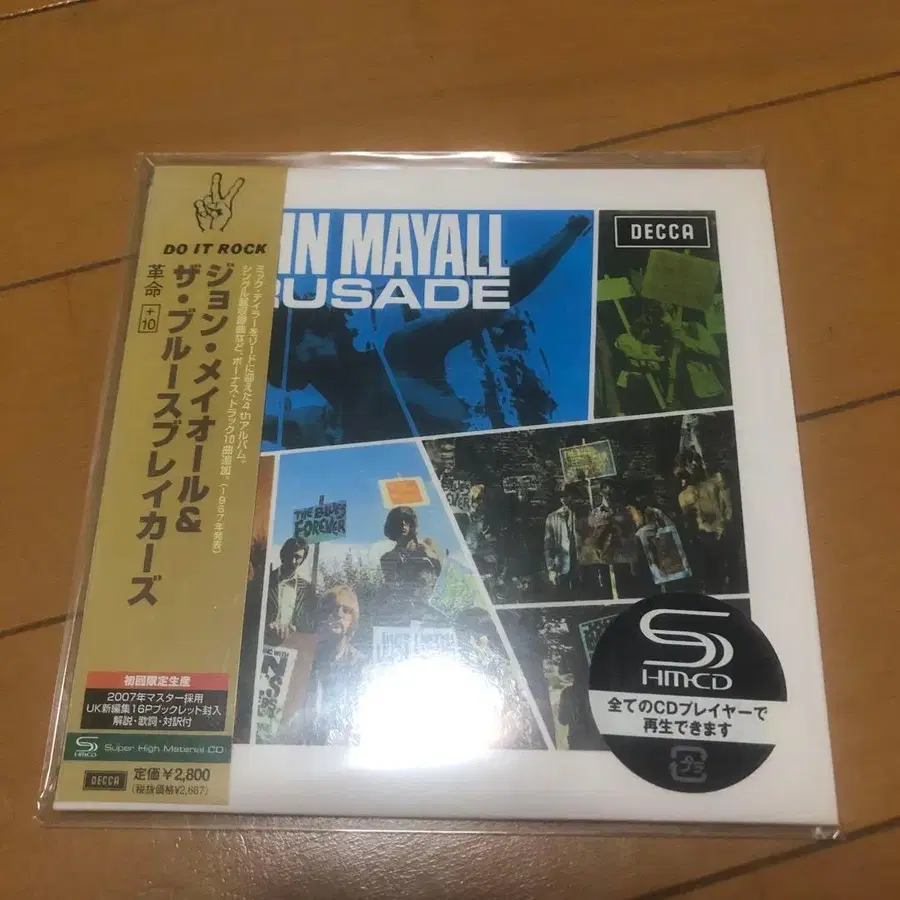 DO IT ROCK
ジョン・メイオール&
ザ・ブルースブレイカーズ
革命 +10
ミック・テイラーをリードに迎えた4thアルバム。
シングル
ボーナス・トラック10曲追加。(1967年発表)
初回限定生産
2007年マスター採用
UK新編集16Pブックレット封入
解説・歌詞・対訳付
SHM-CD Super High Material CD
DECCA 定価¥2,800
(税抜価格¥2,667)
HN MAYALL
RUSADE
DECCA
THE BLUES
FOREVER
SHM-CD
全てのCDプレイヤーで
再生できます
プラ